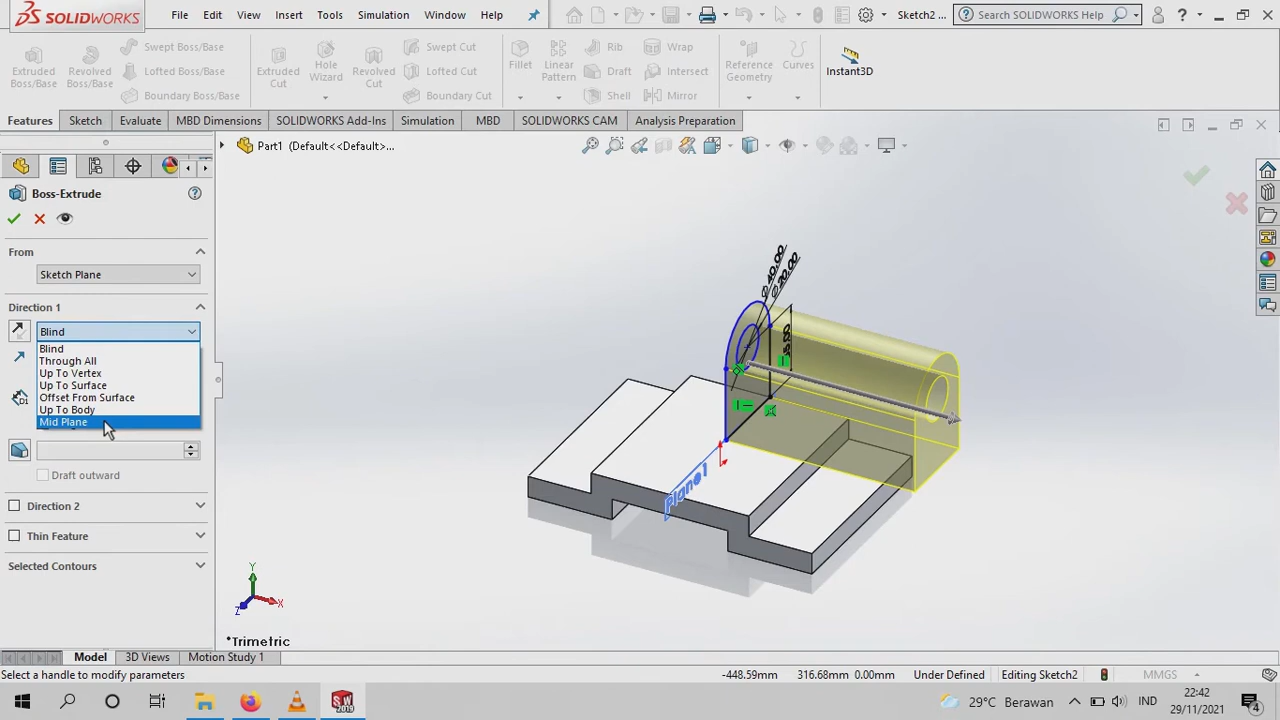 SOLIDWORKS File Edit View Insert Tools Simulation Window Help Sketch2 ... Search SOLIDWORKS Help ?
Extruded Boss/Base
Revolved Boss/Base
Swept Boss/Base
Lofted Boss/Base
Boundary Boss/Base
Extruded Cut
Hole Wizard
Revolved Cut
Swept Cut
Lofted Cut
Boundary Cut
Fillet
Linear Pattern
Rib
Draft
Shell
Wrap
Intersect
Mirror
Reference Geometry
Curves
Instant3D
Features Sketch Evaluate MBD Dimensions SOLIDWORKS Add-Ins Simulation MBD SOLIDWORKS CAM Analysis Preparation
Part1 (Default<<Default>...
Boss-Extrude
From
Sketch Plane
Direction 1
Blind
Blind
Through All
Up To Vertex
Up To Surface
Offset From Surface
Up To Body
Mid Plane
Draft outward
Direction 2
Thin Feature
Selected Contours
Ø 40.00
Ø 20.00
Plane1
Y
X
Z
*Trimetric
Model 3D Views Motion Study 1
Select a handle to modify parameters -448.59mm 316.68mm 0.00mm Under Defined Editing Sketch2 MMGS
SW
2019
29°C Berawan IND 22:42
29/11/2021
4